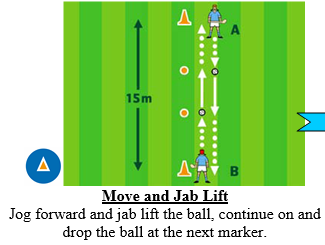 A
15m
B
Move and Jab Lift
Jog forward and jab lift the ball, continue on and
drop the ball at the next marker.